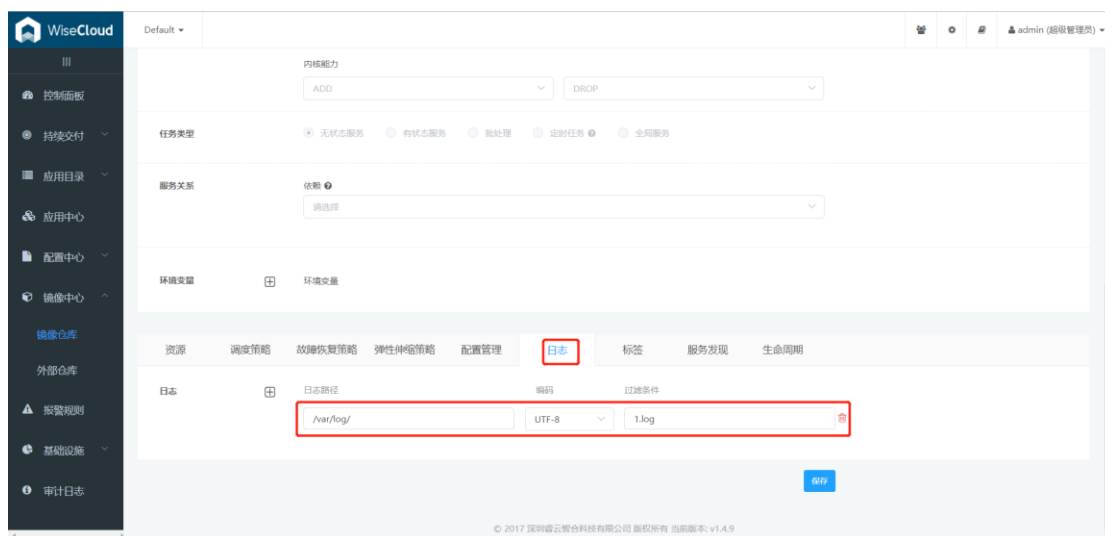 WiseCloud
Default
admin (超级管理员)
控制面板
持续交付
应用目录
应用中心
配置中心
镜像中心
镜像仓库
外部仓库
报警规则
基础设施
审计日志
内核能力
ADD
DROP
任务类型
无状态服务 有状态服务 批处理 定时任务 全局服务
服务关系
依赖
请选择
环境变量
环境变量
资源 调度策略 故障恢复策略 弹性伸缩策略 配置管理 日志 标签 服务发现 生命周期
日志
日志路径 编码 过滤条件
/var/log/ UTF-8 1.log
保存
© 2017 深圳睿云智合科技有限公司 版权所有 当前版本: v1.4.9